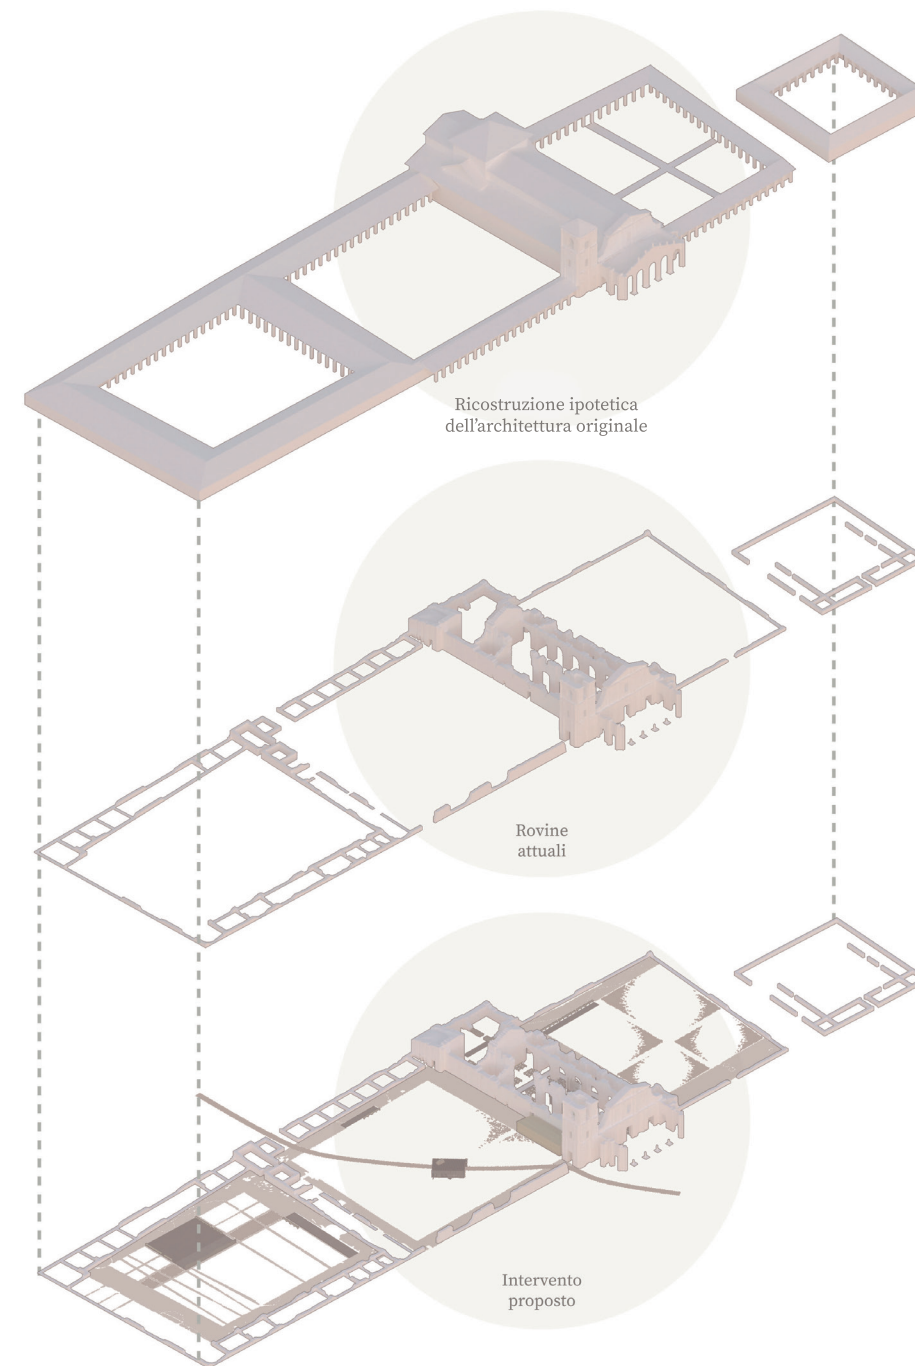 Ricostruzione ipotetica
dell’architettura originale
Rovine
attuali
Intervento
proposto